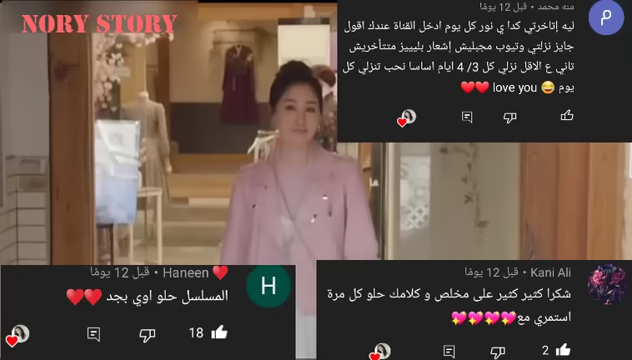 NORY STORY
منه محمد • قبل 12 يومًا
ليه إتاخرتي كدا ي نور كل يوم ادخل القناة عندك اقول
جايز نزلتي وتيوب مجبليش إشعار بليييز متتأخريش
تاني ع الاقل نزلي كل 3/ 4 ايام اساسا نحب تنزلي كل
يوم 😂 love you ❤️❤️
م
Haneen ❤️ • قبل 12 يومًا
المسلسل حلو اوي بجد ❤️❤️
H
18
Kani Ali • قبل 12 يومًا
شكرا كثير كثير على مخلص و كلامك حلو كل مرة
استمري مع💖💖💖💖
2